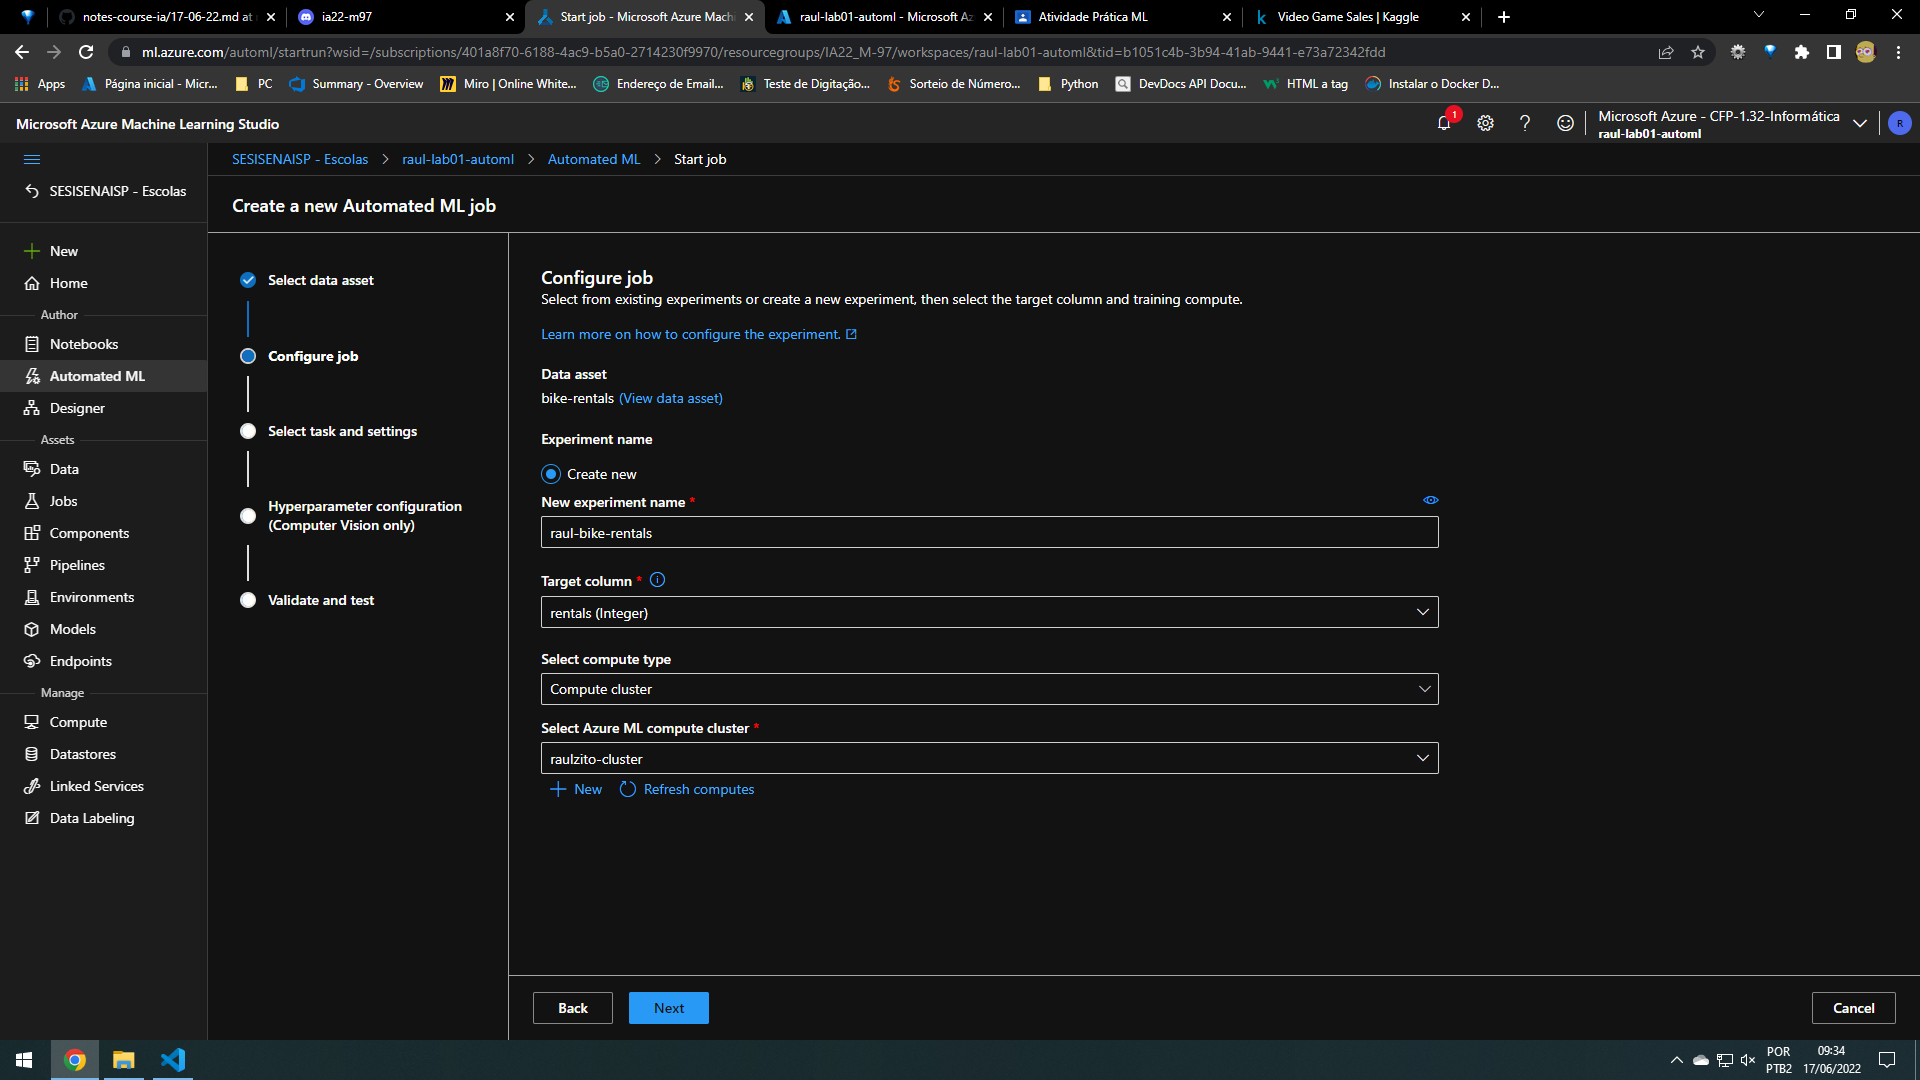 notes-course-ia/17-06-22.md at
ia22-m97
Start job - Microsoft Azure Machi
raul-lab01-automl - Microsoft Az
Atividade Prática ML
Video Game Sales | Kaggle
ml.azure.com/automl/startrun?wsid=/subscriptions/401a8f70-6188-4ac9-b5a0-2714230f9970/resourcegroups/IA22_M-97/workspaces/raul-lab01-automl&tid=b1051c4b-3b94-41ab-9441-e73a72342fdd
Apps
Página inicial - Micr...
PC
Summary - Overview
Miro | Online White...
Endereço de Email...
Teste de Digitação...
Sorteio de Número...
Python
DevDocs API Docu...
HTML a tag
Instalar o Docker D...
Microsoft Azure Machine Learning Studio
1
Microsoft Azure - CFP-1.32-Informática
raul-lab01-automl
R
SESISENAISP - Escolas
New
Home
Author
Notebooks
Automated ML
Designer
Assets
Data
Jobs
Components
Pipelines
Environments
Models
Endpoints
Manage
Compute
Datastores
Linked Services
Data Labeling
SESISENAISP - Escolas > raul-lab01-automl > Automated ML > Start job
Create a new Automated ML job
Select data asset
Configure job
Select task and settings
Hyperparameter configuration
(Computer Vision only)
Validate and test
Configure job
Select from existing experiments or create a new experiment, then select the target column and training compute.
Learn more on how to configure the experiment.
Data asset
bike-rentals (View data asset)
Experiment name
Create new
New experiment name *
raul-bike-rentals
Target column *
rentals (Integer)
Select compute type
Compute cluster
Select Azure ML compute cluster *
raulzito-cluster
New
Refresh computes
Back
Next
Cancel
POR
PTB2
09:34
17/06/2022